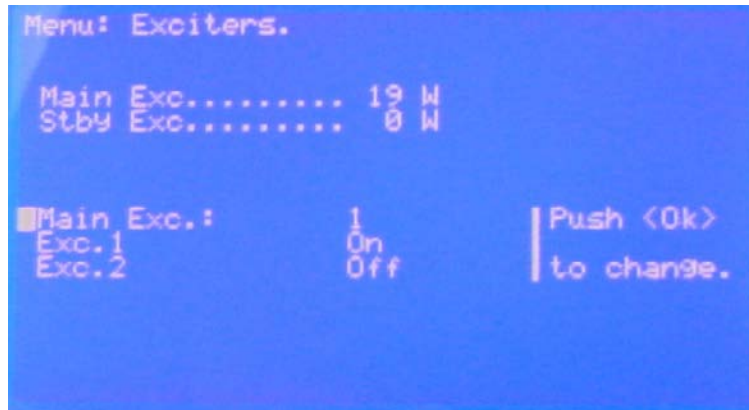 Menu: Exciters.
Main Exc......... 19 W
Stby Exc......... 0 W
Main Exc.: 1
Exc.1 On
Exc.2 Off
Push <Ok>
to change.